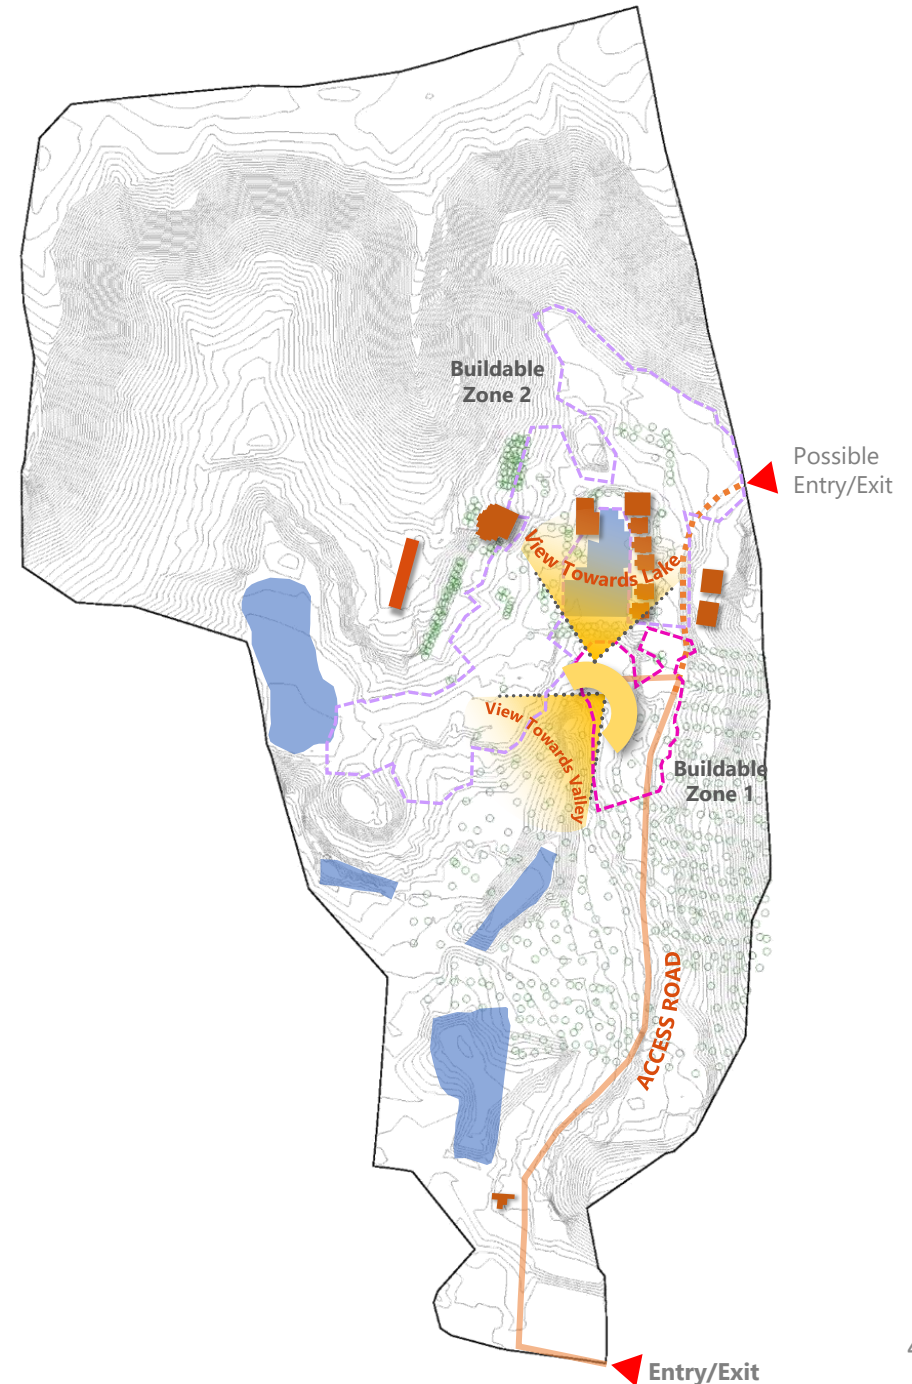 Buildable
Zone 2
Possible
Entry/Exit
View Towards Lake
View Towards Valley
Buildable
Zone 1
ACCESS ROAD
Entry/Exit